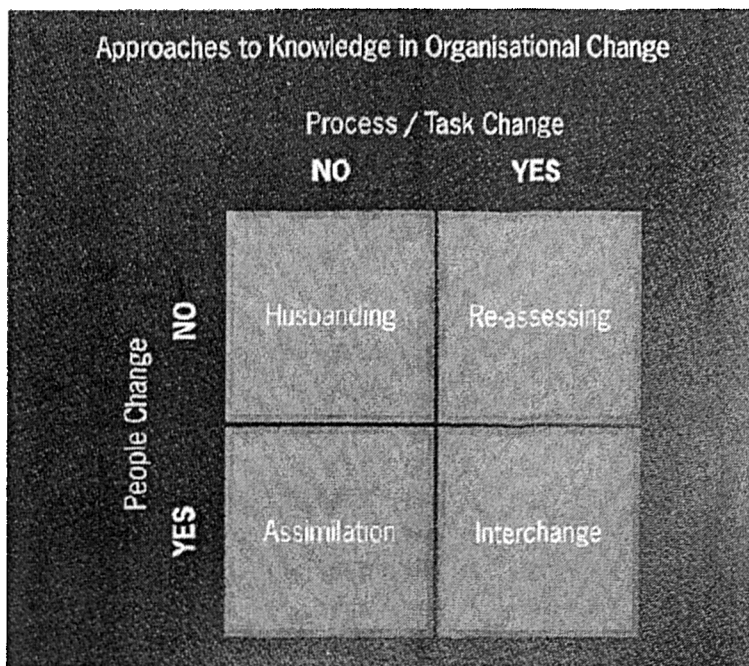 Approaches to Knowledge in Organisational Change
Process / Task Change
NO YES
People Change
NO
Husbanding Re-assessing
YES
Assimilation Interchange